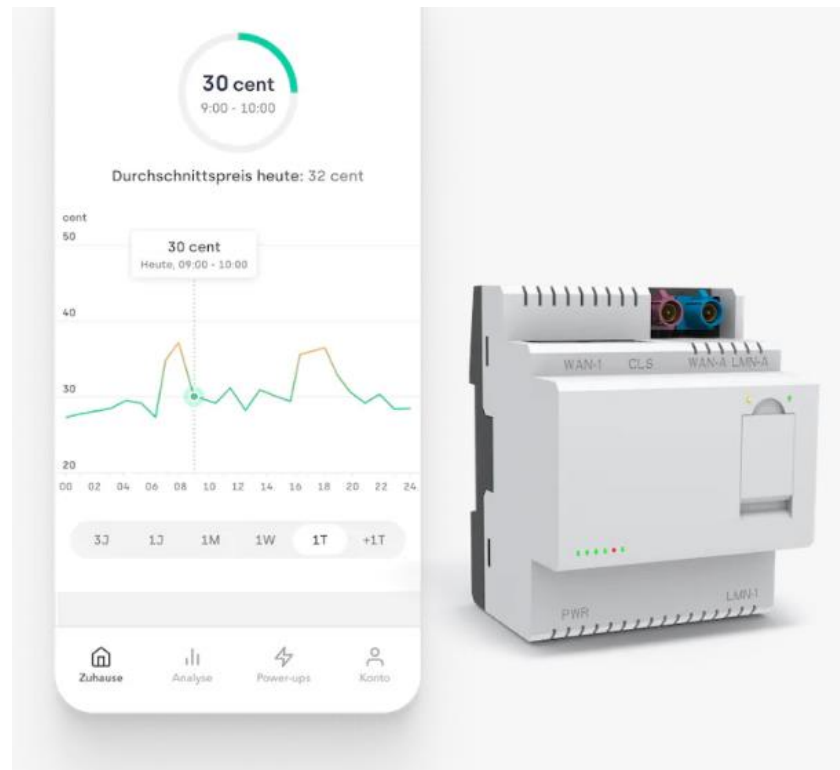 30 cent
9:00 - 10:00
Durchschnittspreis heute: 32 cent
cent
50
30 cent
Heute, 09:00 - 10:00
40
30
20
00 02 04 06 08 10 12 14 16 18 20 22 24
3J 1J 1M 1W 1T +1T
Zuhause Analyse Power-ups Konto
WAN-1 CLS WAN-A LMN-A
PWR LMN-1